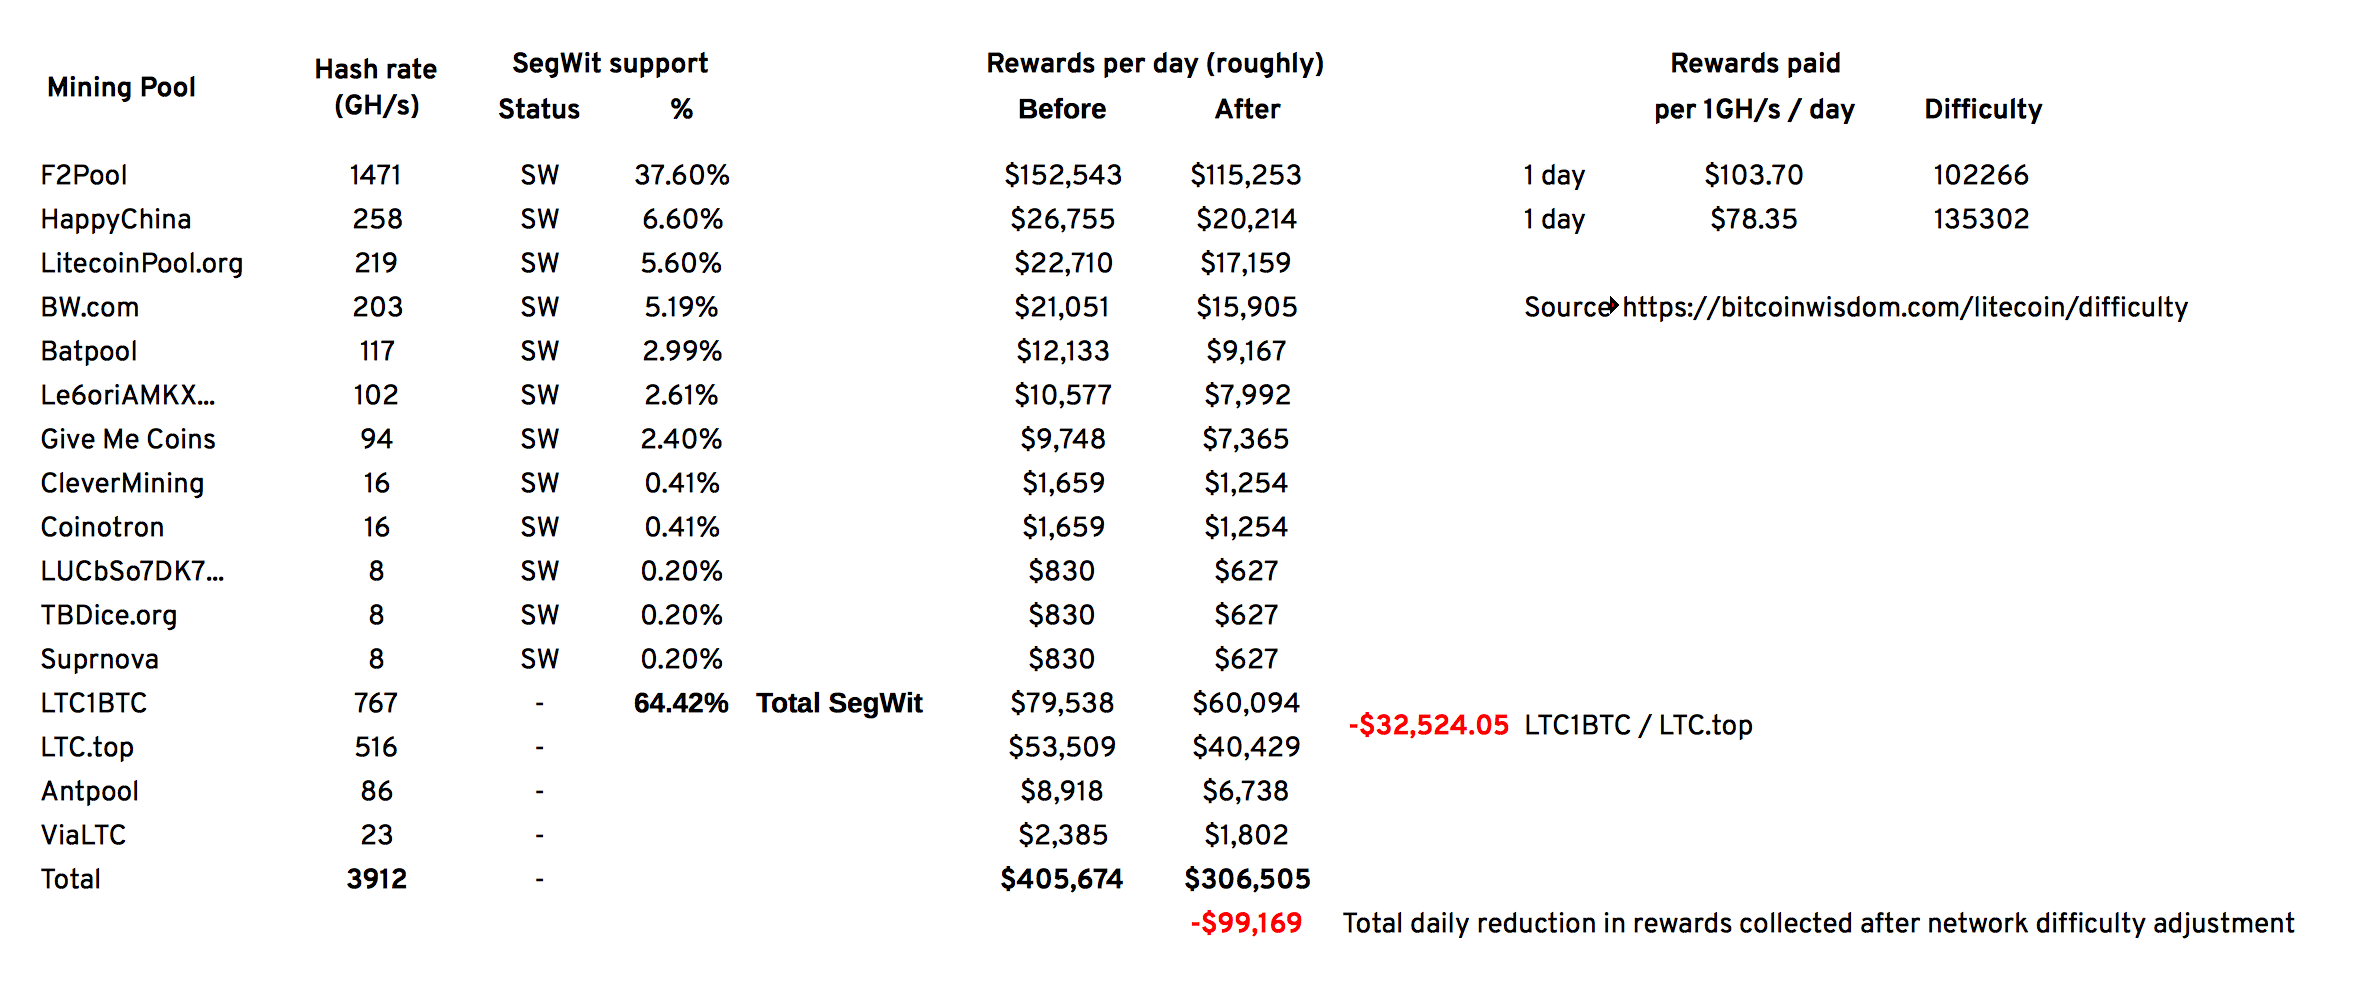 Mining Pool Hash rate (GH/s) SegWit support Rewards per day (roughly) Rewards paid
Status % Before After per 1GH/s / day Difficulty
F2Pool 1471 SW 37.60% $152,543 $115,253 1 day $103.70 102266
HappyChina 258 SW 6.60% $26,755 $20,214 1 day $78.35 135302
LitecoinPool.org 219 SW 5.60% $22,710 $17,159
BW.com 203 SW 5.19% $21,051 $15,905 Source https://bitcoinwisdom.com/litecoin/difficulty
Batpool 117 SW 2.99% $12,133 $9,167
Le6oriAMKX... 102 SW 2.61% $10,577 $7,992
Give Me Coins 94 SW 2.40% $9,748 $7,365
CleverMining 16 SW 0.41% $1,659 $1,254
Coinotron 16 SW 0.41% $1,659 $1,254
LUCbSo7DK7... 8 SW 0.20% $830 $627
TBDice.org 8 SW 0.20% $830 $627
Suprnova 8 SW 0.20% $830 $627
LTC1BTC 767 - 64.42% Total SegWit $79,538 $60,094
-$32,524.05 LTC1BTC / LTC.top
LTC.top 516 - $53,509 $40,429
Antpool 86 - $8,918 $6,738
ViaLTC 23 - $2,385 $1,802
Total 3912 - $405,674 $306,505
-$99,169 Total daily reduction in rewards collected after network difficulty adjustment